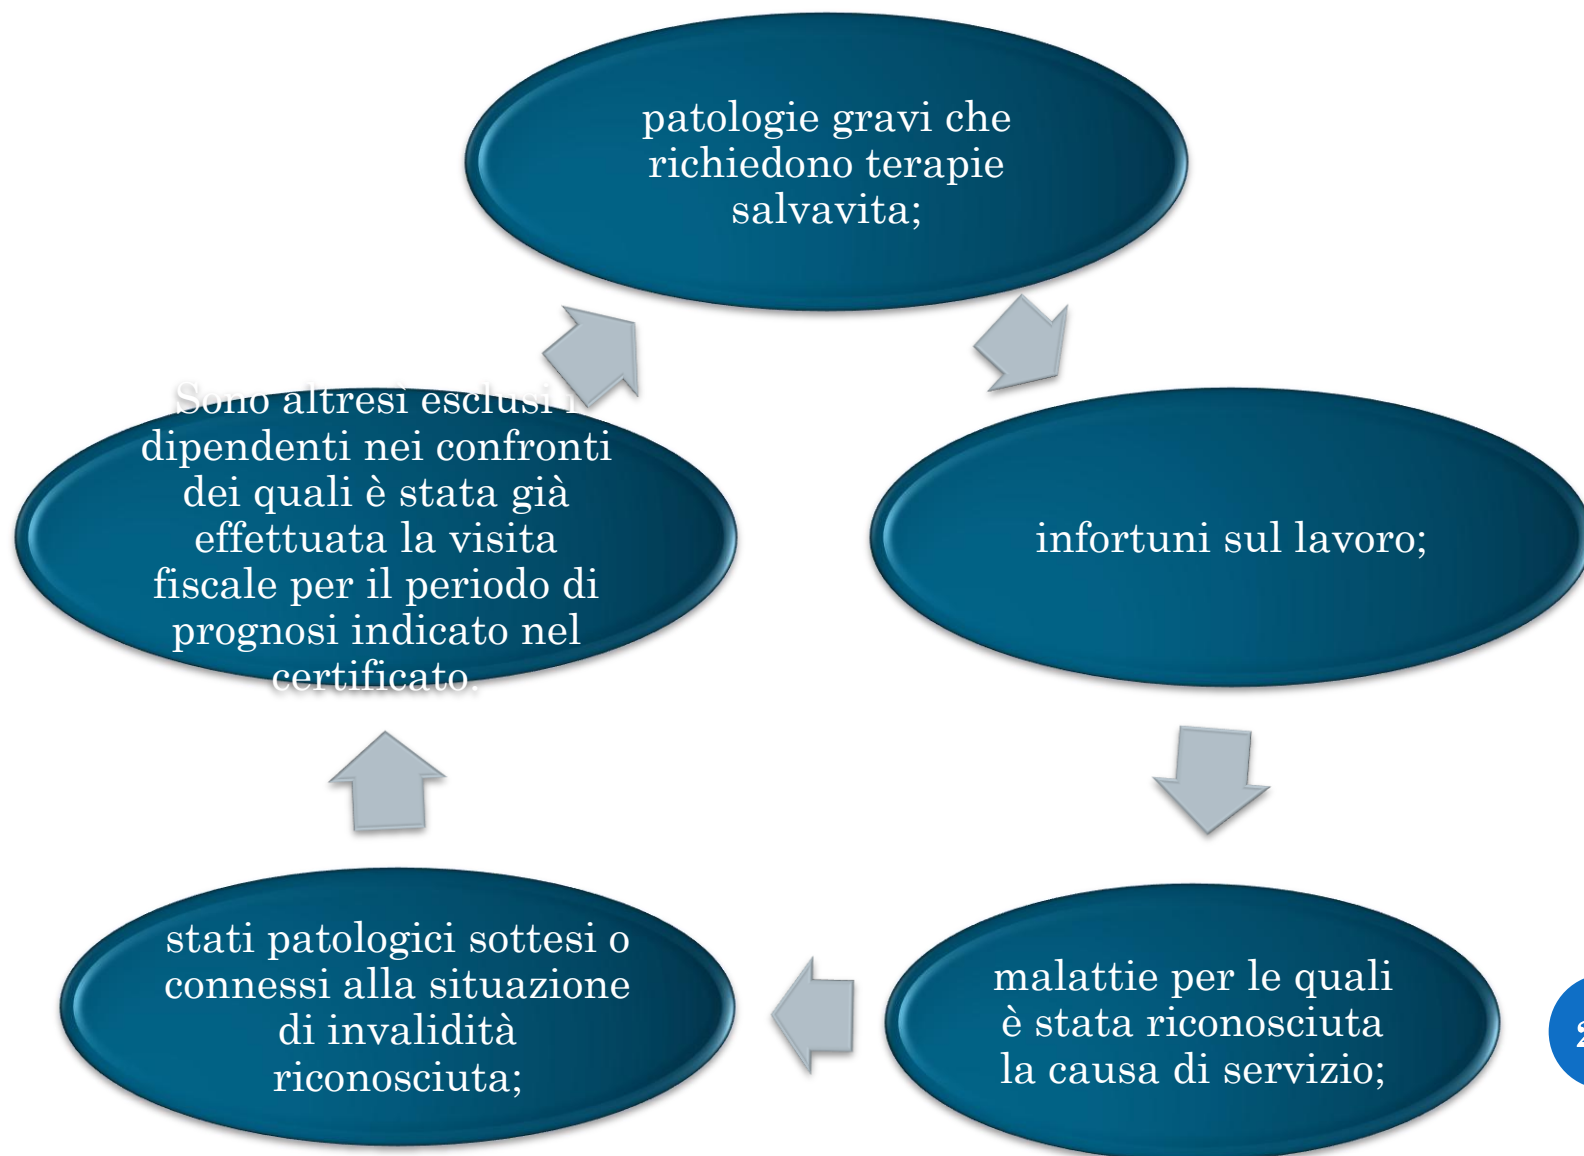 patologie gravi che
richiedono terapie
salvavita;
infortuni sul lavoro;
malattie per le quali
è stata riconosciuta
la causa di servizio;
stati patologici sottesi o
connessi alla situazione
di invalidità
riconosciuta;
Sono altresì esclusi i
dipendenti nei confronti
dei quali è stata già
effettuata la visita
fiscale per il periodo di
prognosi indicato nel
certificato.